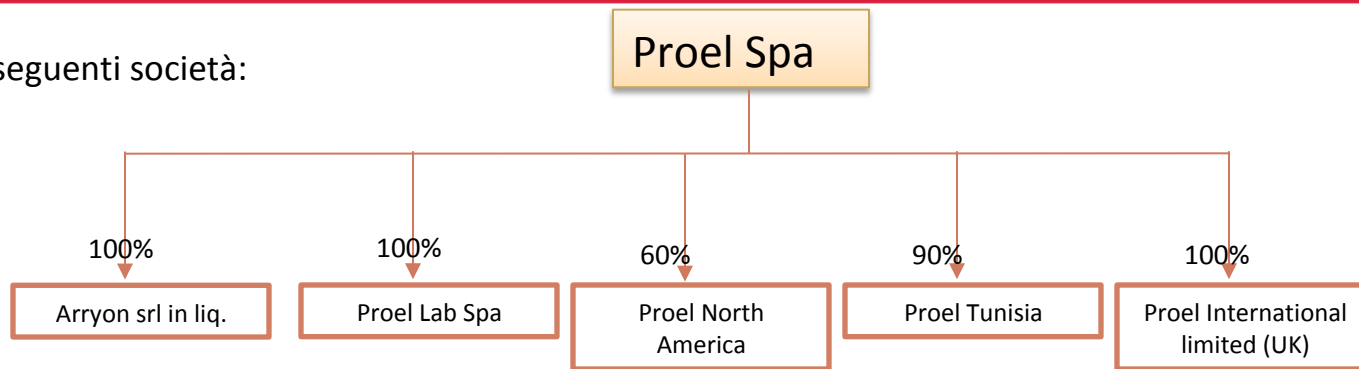 Proel Spa
seguenti società:
100%
100%
60%
90%
100%
Arryon srl in liq.
Proel Lab Spa
Proel North
America
Proel Tunisia
Proel International
limited (UK)